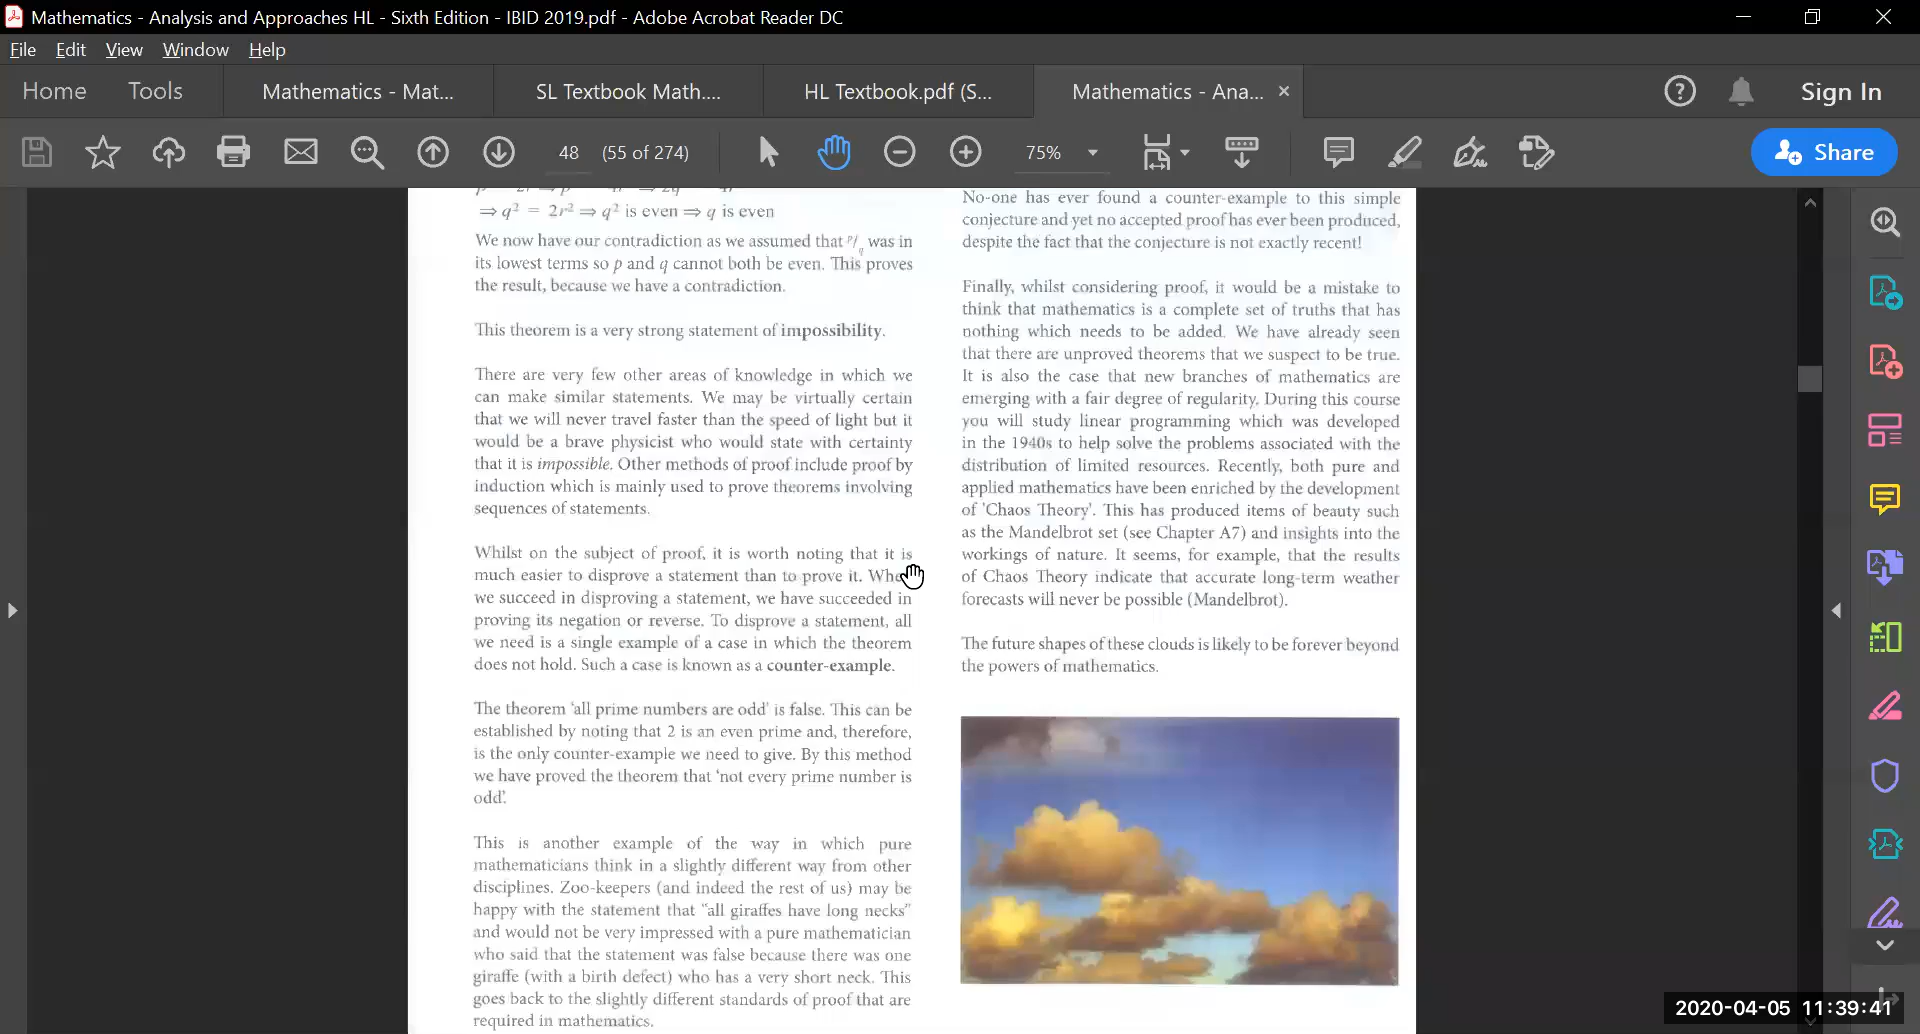 Mathematics - Analysis and Approaches HL - Sixth Edition - IBID 2019.pdf - Adobe Acrobat Reader DC
File Edit View Window Help
Home Tools Mathematics - Mat... SL Textbook Math.... HL Textbook.pdf (S... Mathematics - Ana... × Sign In
48 (55 of 274) 75% Share
⇒ q² = 2r² ⇒ q² is even ⇒ q is even
We now have our contradiction as we assumed that p/q was in
its lowest terms so p and q cannot both be even. This proves
the result, because we have a contradiction.
This theorem is a very strong statement of impossibility.
There are very few other areas of knowledge in which we
can make similar statements. We may be virtually certain
that we will never travel faster than the speed of light but it
would be a brave physicist who would state with certainty
that it is impossible. Other methods of proof include proof by
induction which is mainly used to prove theorems involving
sequences of statements.
Whilst on the subject of proof, it is worth noting that it is
much easier to disprove a statement than to prove it. When
we succeed in disproving a statement, we have succeeded in
proving its negation or reverse. To disprove a statement, all
we need is a single example of a case in which the theorem
does not hold. Such a case is known as a counter-example.
The theorem 'all prime numbers are odd' is false. This can be
established by noting that 2 is an even prime and, therefore,
is the only counter-example we need to give. By this method
we have proved the theorem that 'not every prime number is
odd'.
This is another example of the way in which pure
mathematicians think in a slightly different way from other
disciplines. Zoo-keepers (and indeed the rest of us) may be
happy with the statement that "all giraffes have long necks"
and would not be very impressed with a pure mathematician
who said that the statement was false because there was one
giraffe (with a birth defect) who has a very short neck. This
goes back to the slightly different standards of proof that are
required in mathematics.
No-one has ever found a counter-example to this simple
conjecture and yet no accepted proof has ever been produced,
despite the fact that the conjecture is not exactly recent!
Finally, whilst considering proof, it would be a mistake to
think that mathematics is a complete set of truths that has
nothing which needs to be added. We have already seen
that there are unproved theorems that we suspect to be true.
It is also the case that new branches of mathematics are
emerging with a fair degree of regularity. During this course
you will study linear programming which was developed
in the 1940s to help solve the problems associated with the
distribution of limited resources. Recently, both pure and
applied mathematics have been enriched by the development
of 'Chaos Theory'. This has produced items of beauty such
as the Mandelbrot set (see Chapter A7) and insights into the
workings of nature. It seems, for example, that the results
of Chaos Theory indicate that accurate long-term weather
forecasts will never be possible (Mandelbrot).
The future shapes of these clouds is likely to be forever beyond
the powers of mathematics.
2020-04-05 11:39:41